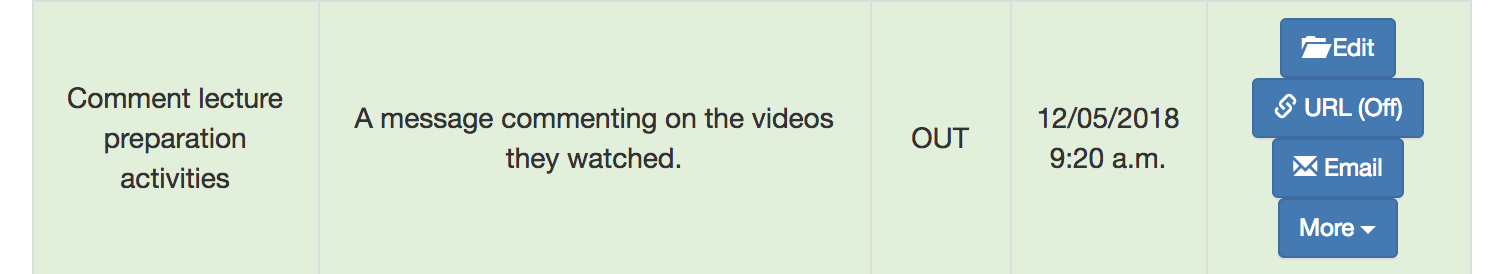 Comment lecture
preparation
activities
A message commenting on the videos
they watched.
OUT
12/05/2018
9:20 a.m.
Edit
URL (Off)
Email
More